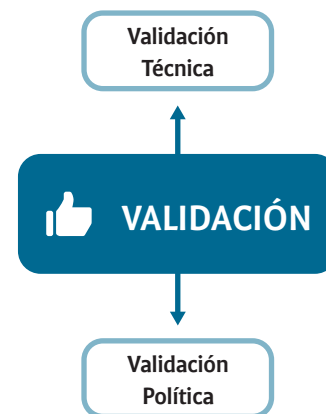 Validación
Técnica
VALIDACIÓN
Validación
Política